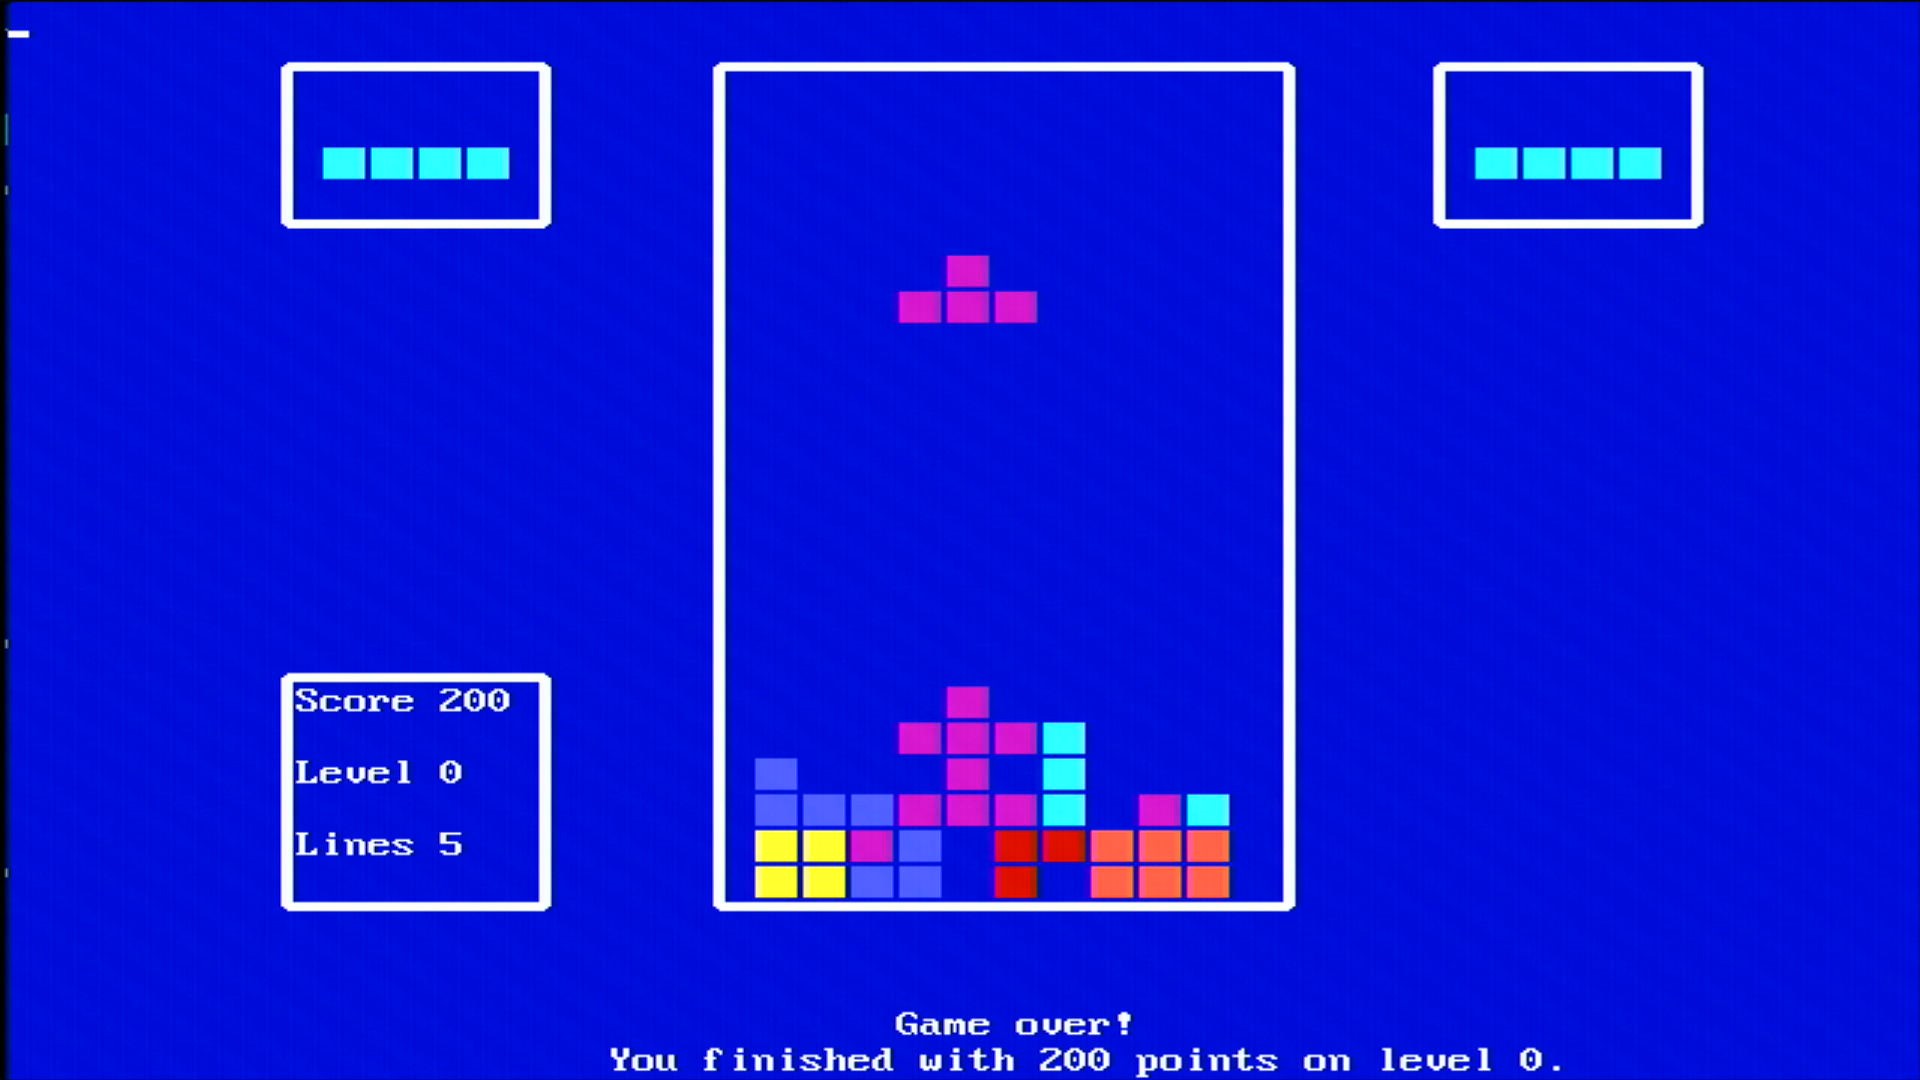 Score 200
Level 0
Lines 5
Game over!
You finished with 200 points on level 0.